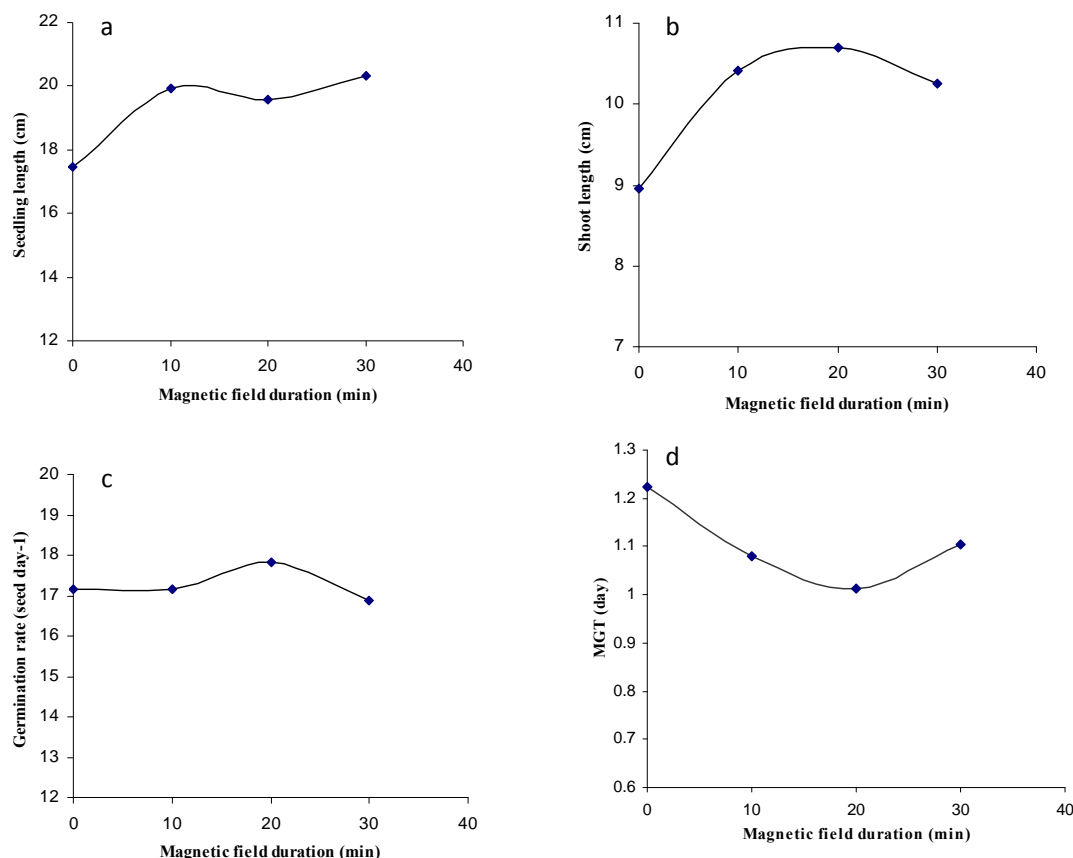 a
Seedling length (cm)
22
20
18
16
14
12
0 10 20 30 40
Magnetic field duration (min)
b
Shoot length (cm)
11
10
9
8
7
0 10 20 30 40
Magnetic field duration (min)
c
Germination rate (seed day-1)
20
19
18
17
16
15
14
13
12
0 10 20 30 40
Magnetic field duration (min)
d
MGT (day)
1.3
1.2
1.1
1
0.9
0.8
0.7
0.6
0 10 20 30 40
Magnetic field duration (min)